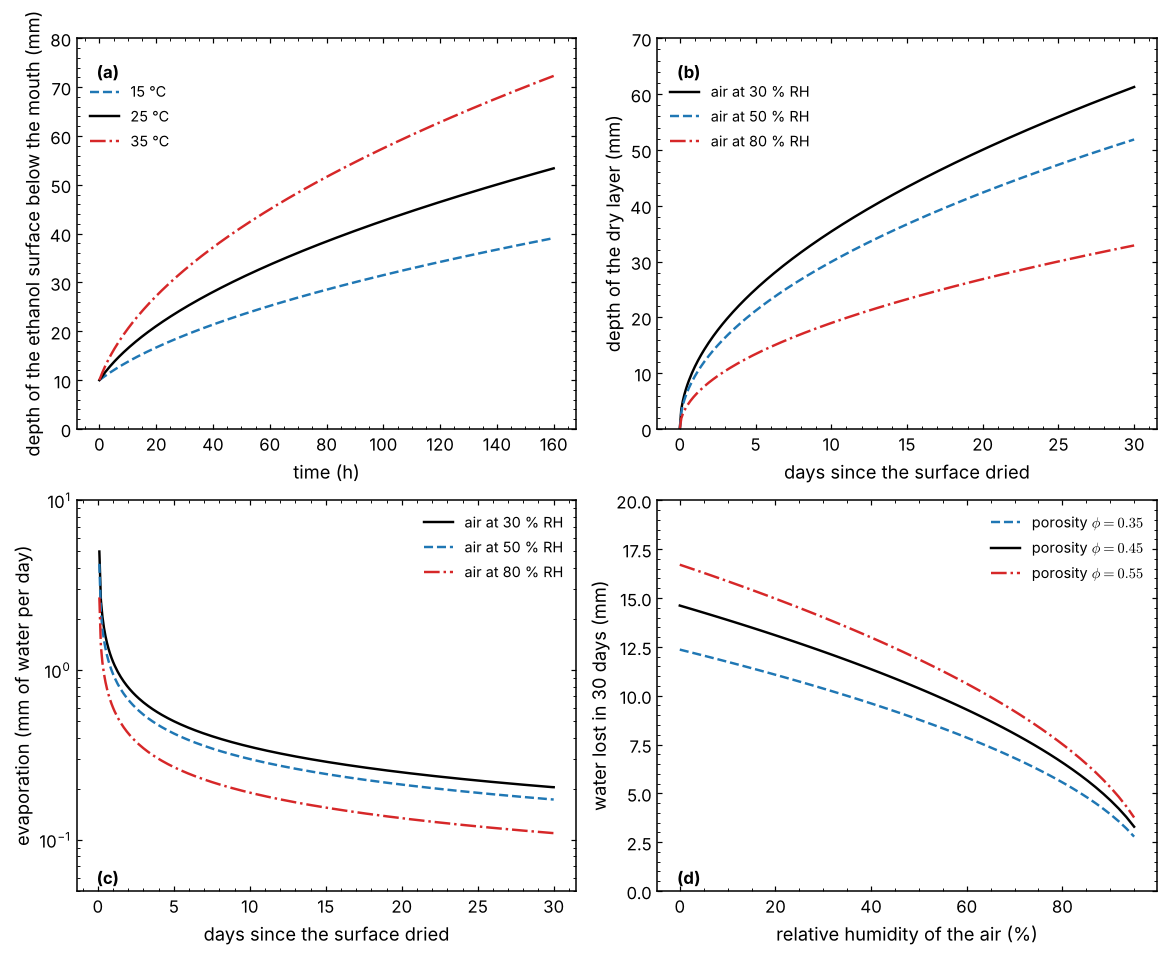 (a)
15 °C
25 °C
35 °C
depth of the ethanol surface below the mouth (mm)
0
10
20
30
40
50
60
70
80
0 20 40 60 80 100 120 140 160
time (h)
(b)
air at 30 % RH
air at 50 % RH
air at 80 % RH
depth of the dry layer (mm)
0
10
20
30
40
50
60
70
0 5 10 15 20 25 30
days since the surface dried
air at 30 % RH
air at 50 % RH
air at 80 % RH
(c)
evaporation (mm of water per day)
10¹
10⁰
10⁻¹
0 5 10 15 20 25 30
days since the surface dried
porosity ϕ = 0.35
porosity ϕ = 0.45
porosity ϕ = 0.55
(d)
water lost in 30 days (mm)
0.0
2.5
5.0
7.5
10.0
12.5
15.0
17.5
20.0
0 20 40 60 80
relative humidity of the air (%)